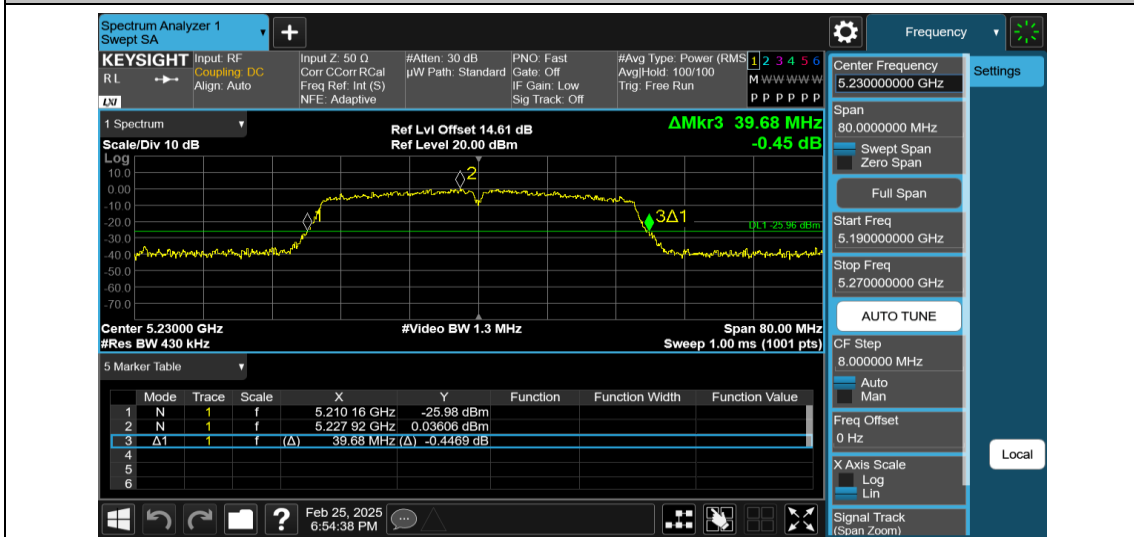 Spectrum Analyzer 1
Swept SA
Frequency
KEYSIGHT
R L
LXI
Input: RF
Coupling: DC
Align: Auto
Input Z: 50 Ω
Corr CCorr RCal
Freq Ref: Int (S)
NFE: Adaptive
#Atten: 30 dB
µW Path: Standard
PNO: Fast
Gate: Off
IF Gain: Low
Sig Track: Off
#Avg Type: Power (RMS
Avg|Hold: 100/100
Trig: Free Run
1 2 3 4 5 6
M W W W W W
P P P P P P
1 Spectrum
Scale/Div 10 dB
Ref Lvl Offset 14.61 dB
Ref Level 20.00 dBm
ΔMkr3 39.68 MHz
-0.45 dB
Log
10.0
0.00
-10.0
-20.0
-30.0
-40.0
-50.0
-60.0
-70.0
2
1
3Δ1
DL1 -25.96 dBm
Center 5.23000 GHz
#Video BW 1.3 MHz
Span 80.00 MHz
#Res BW 430 kHz
Sweep 1.00 ms (1001 pts)
5 Marker Table
Mode Trace Scale X Y Function Function Width Function Value
1 N 1 f 5.210 16 GHz -25.98 dBm
2 N 1 f 5.227 92 GHz 0.03606 dBm
3 Δ1 1 f (Δ) 39.68 MHz (Δ) -0.4469 dB
4
5
6
Feb 25, 2025
6:54:38 PM
Center Frequency
5.230000000 GHz
Settings
Span
80.0000000 MHz
Swept Span
Zero Span
Full Span
Start Freq
5.190000000 GHz
Stop Freq
5.270000000 GHz
AUTO TUNE
CF Step
8.000000 MHz
Auto
Man
Freq Offset
0 Hz
X Axis Scale
Log
Lin
Signal Track
(Span Zoom)
Local